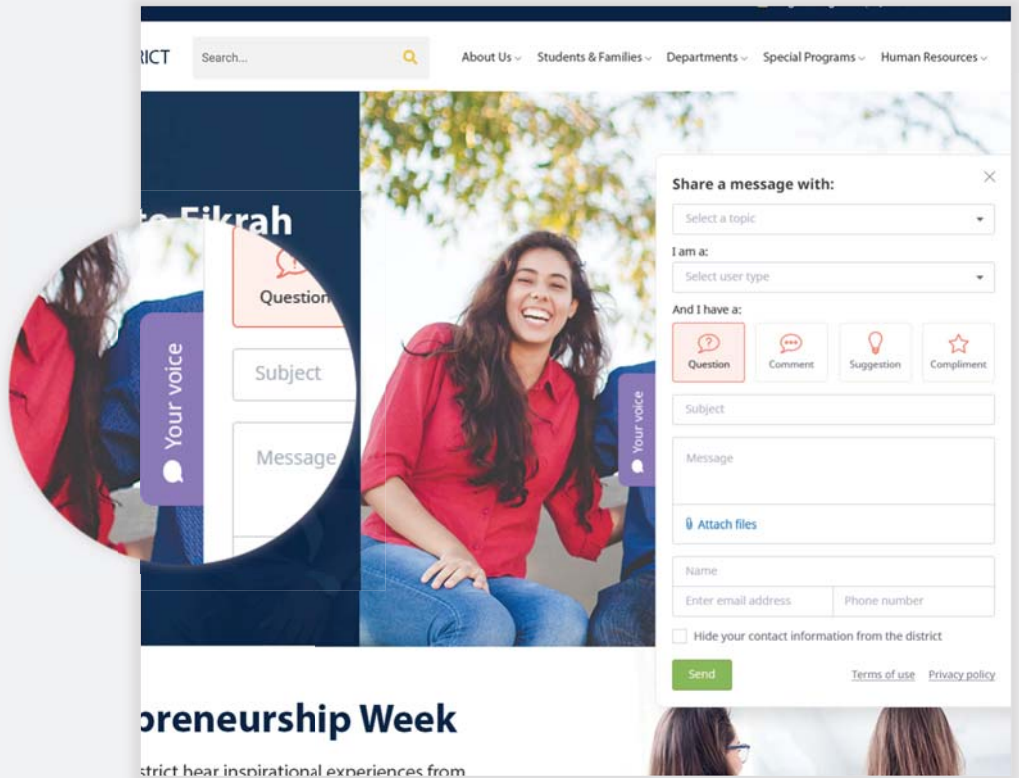 RICT
Search...
About Us
Students & Families
Departments
Special Programs
Human Resources
to Fikrah
Question
Subject
Message
Your voice
Your voice
Share a message with:
Select a topic
I am a:
Select user type
And I have a:
Question
Comment
Suggestion
Compliment
Subject
Message
Attach files
Name
Enter email address
Phone number
Hide your contact information from the district
Send
Terms of use
Privacy policy
preneurship Week
strict hear inspirational experiences from